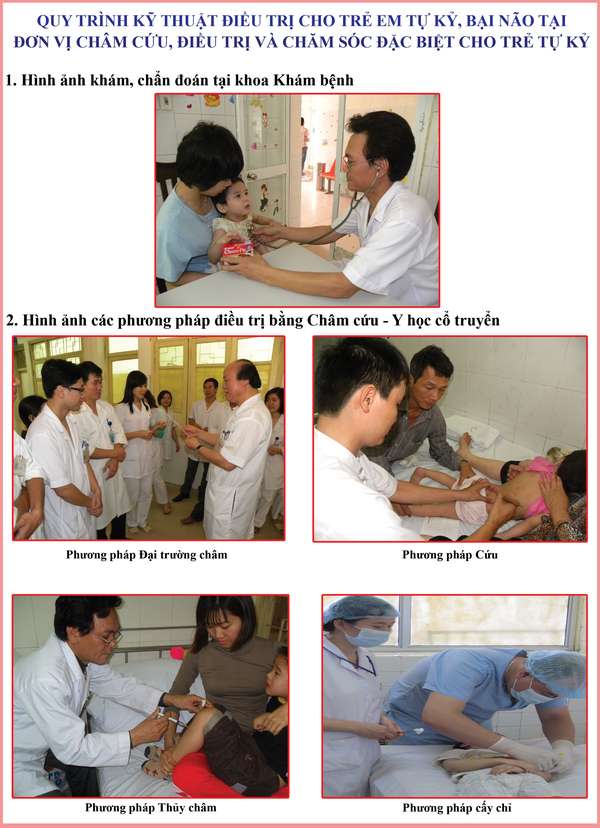 QUY TRÌNH KỸ THUẬT ĐIỀU TRỊ CHO TRẺ EM TỰ KỶ, BẠI NÃO TẠI
ĐƠN VỊ CHÂM CỨU, ĐIỀU TRỊ VÀ CHĂM SÓC ĐẶC BIỆT CHO TRẺ TỰ KỶ
1. Hình ảnh khám, chẩn đoán tại khoa Khám bệnh
2. Hình ảnh các phương pháp điều trị bằng Châm cứu - Y học cổ truyển
Phương pháp Đại trường châm
Phương pháp Cứu
Phương pháp Thủy châm
Phương pháp cấy chỉ